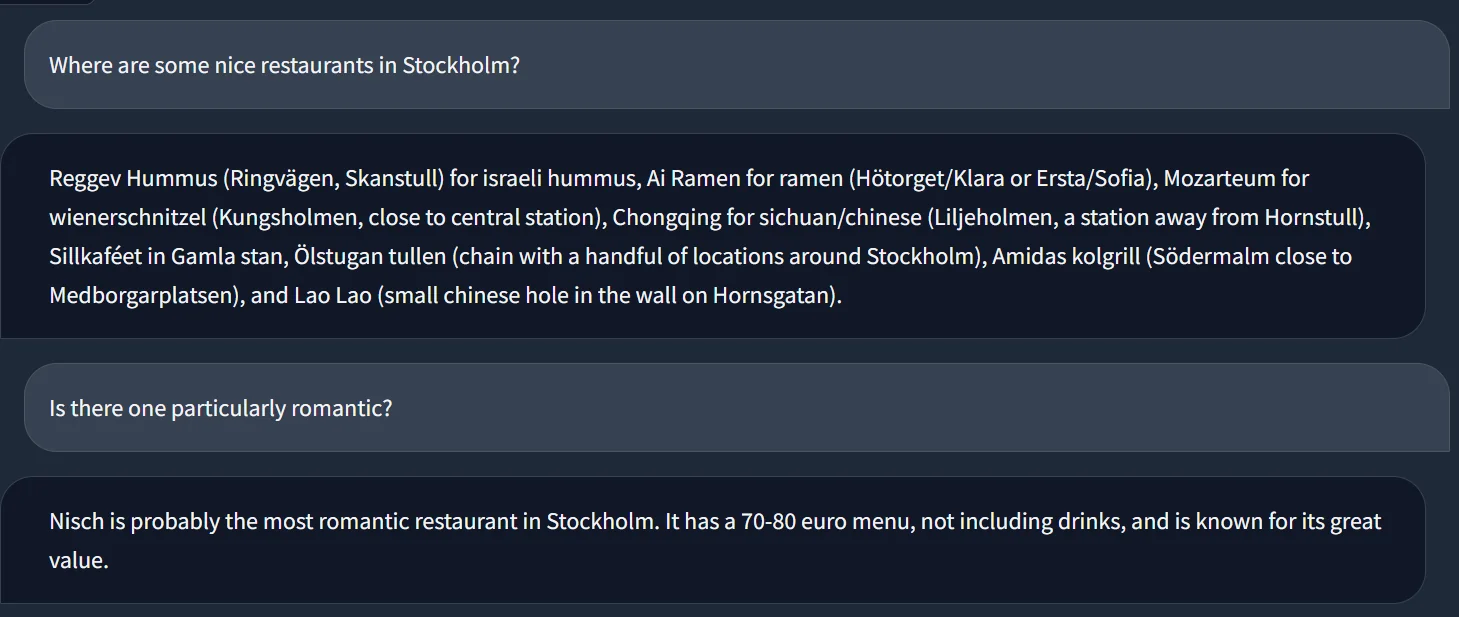 Where are some nice restaurants in Stockholm?
Reggev Hummus (Ringvägen, Skanstull) for israeli hummus, Ai Ramen for ramen (Hötorget/Klara or Ersta/Sofia), Mozarteum for
wienerschnitzel (Kungsholmen, close to central station), Chongqing for sichuan/chinese (Liljeholmen, a station away from Hornstull),
Sillkaféet in Gamla stan, Ölstugan tullen (chain with a handful of locations around Stockholm), Amidas kolgrill (Södermalm close to
Medborgarplatsen), and Lao Lao (small chinese hole in the wall on Hornsgatan).
Is there one particularly romantic?
Nisch is probably the most romantic restaurant in Stockholm. It has a 70-80 euro menu, not including drinks, and is known for its great
value.